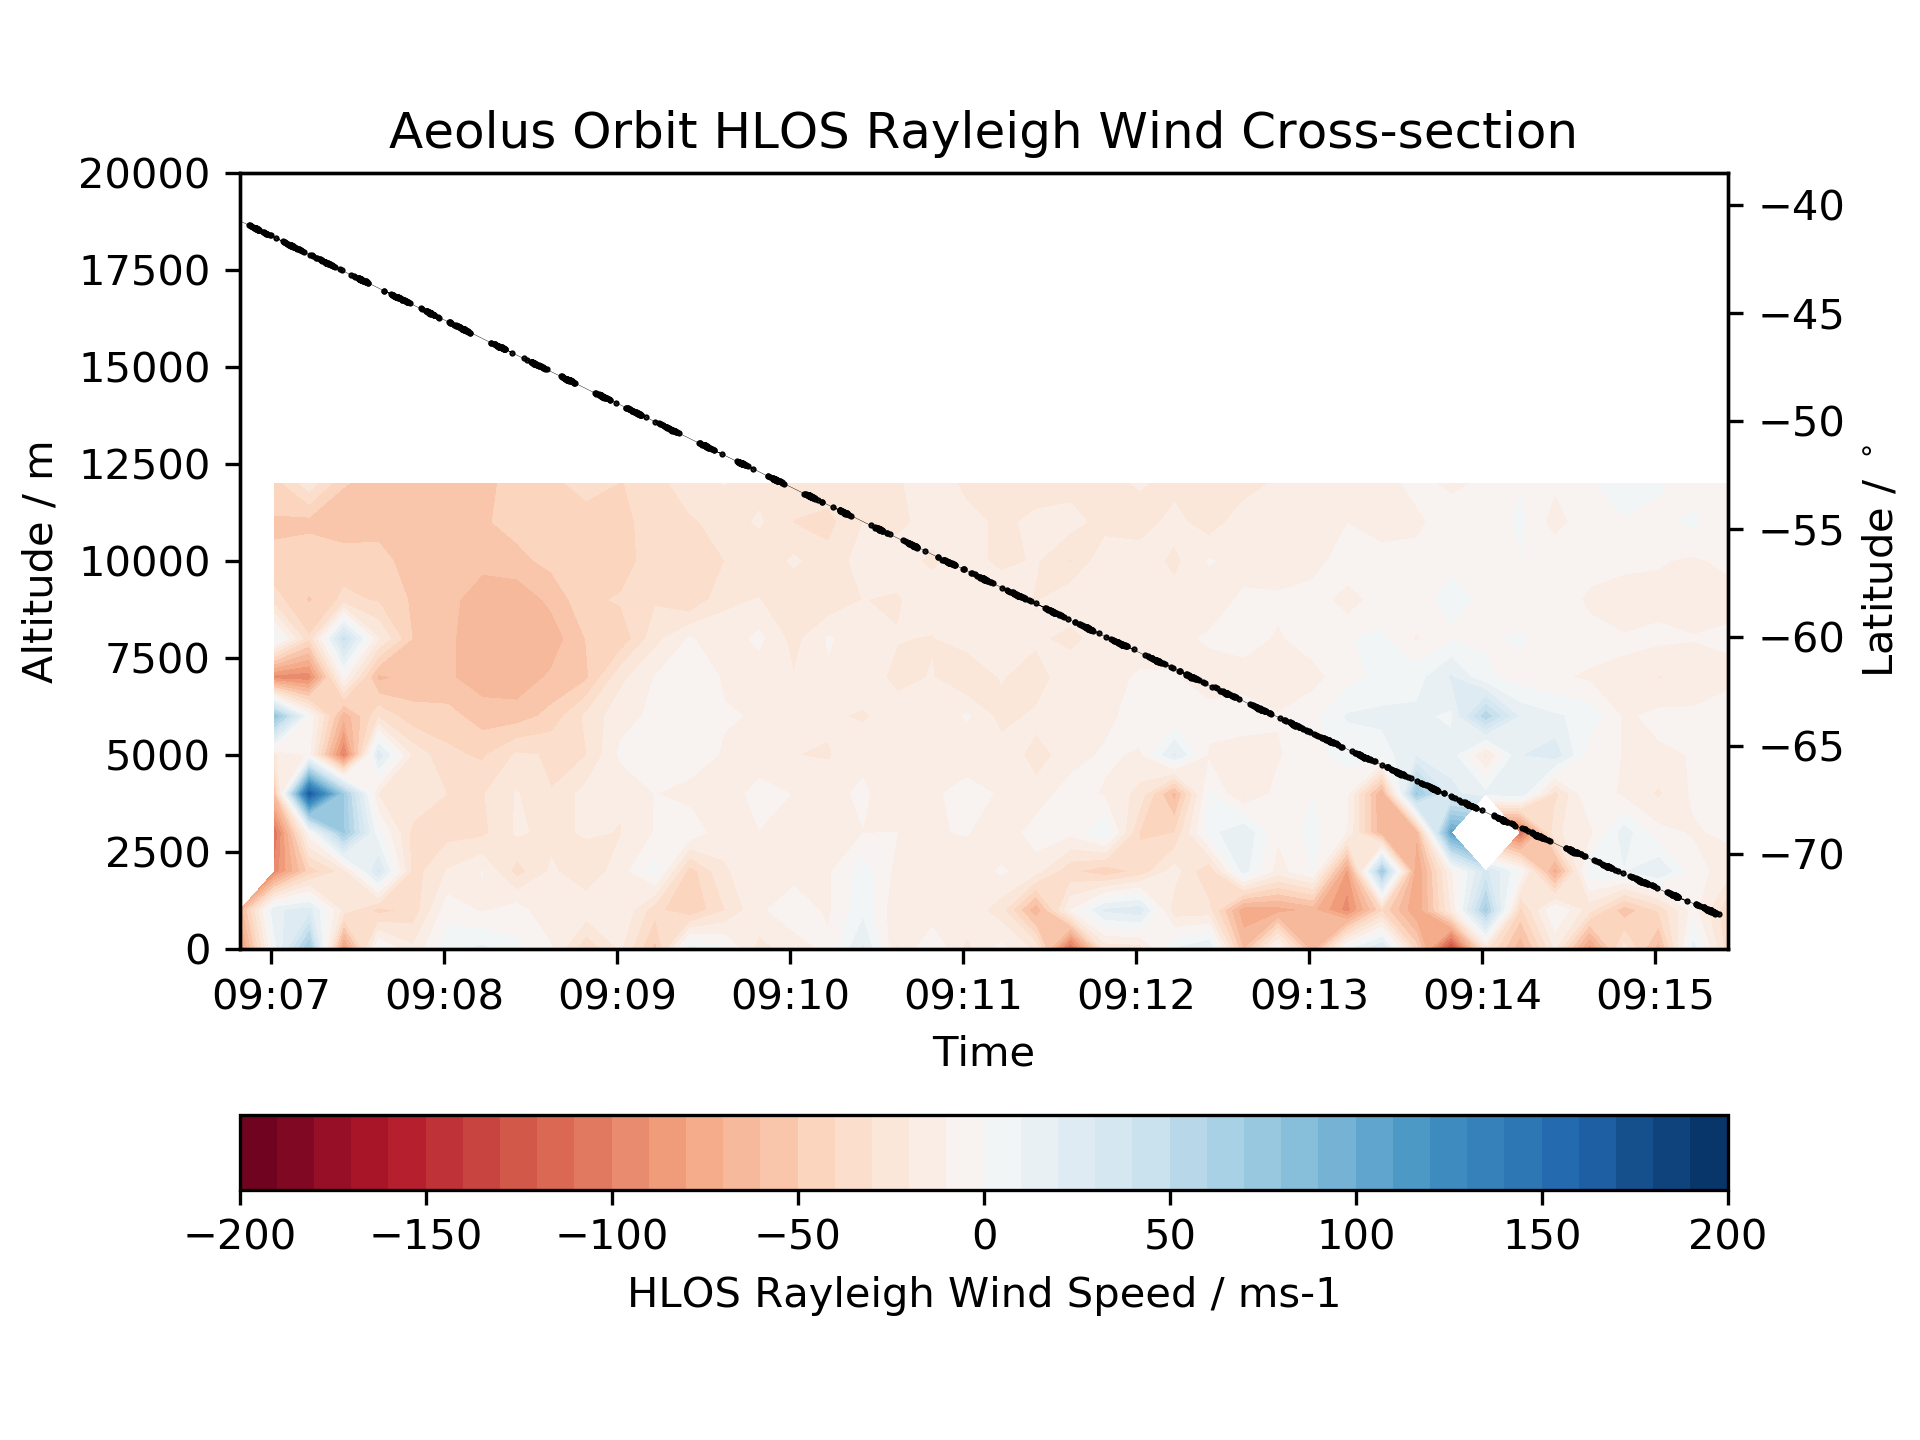 Aeolus Orbit HLOS Rayleigh Wind Cross-section
20000
17500
15000
12500
10000
7500
5000
2500
0
Altitude / m
−40
−45
−50
−55
−60
−65
−70
Latitude / °
09:07 09:08 09:09 09:10 09:11 09:12 09:13 09:14 09:15
Time
−200 −150 −100 −50 0 50 100 150 200
HLOS Rayleigh Wind Speed / ms-1